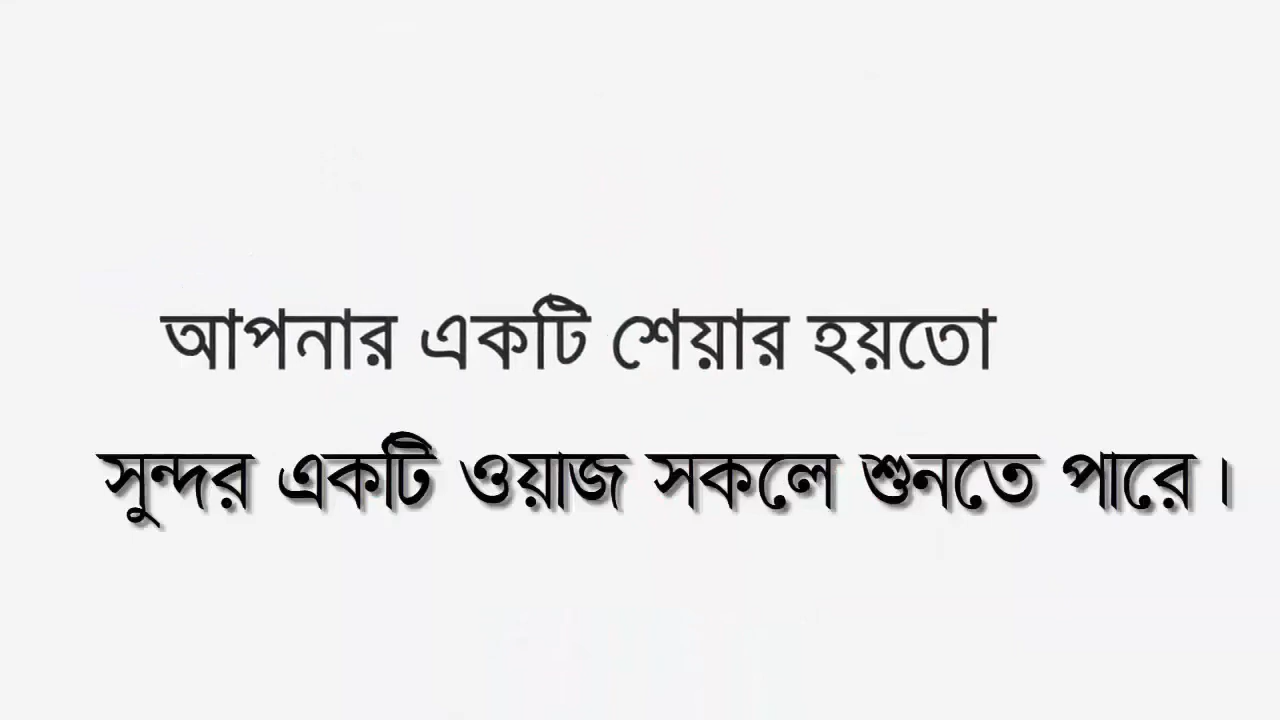 আপনার একটি শেয়ার হয়তো
সুন্দর একটি ওয়াজ সকলে শুনতে পারে।